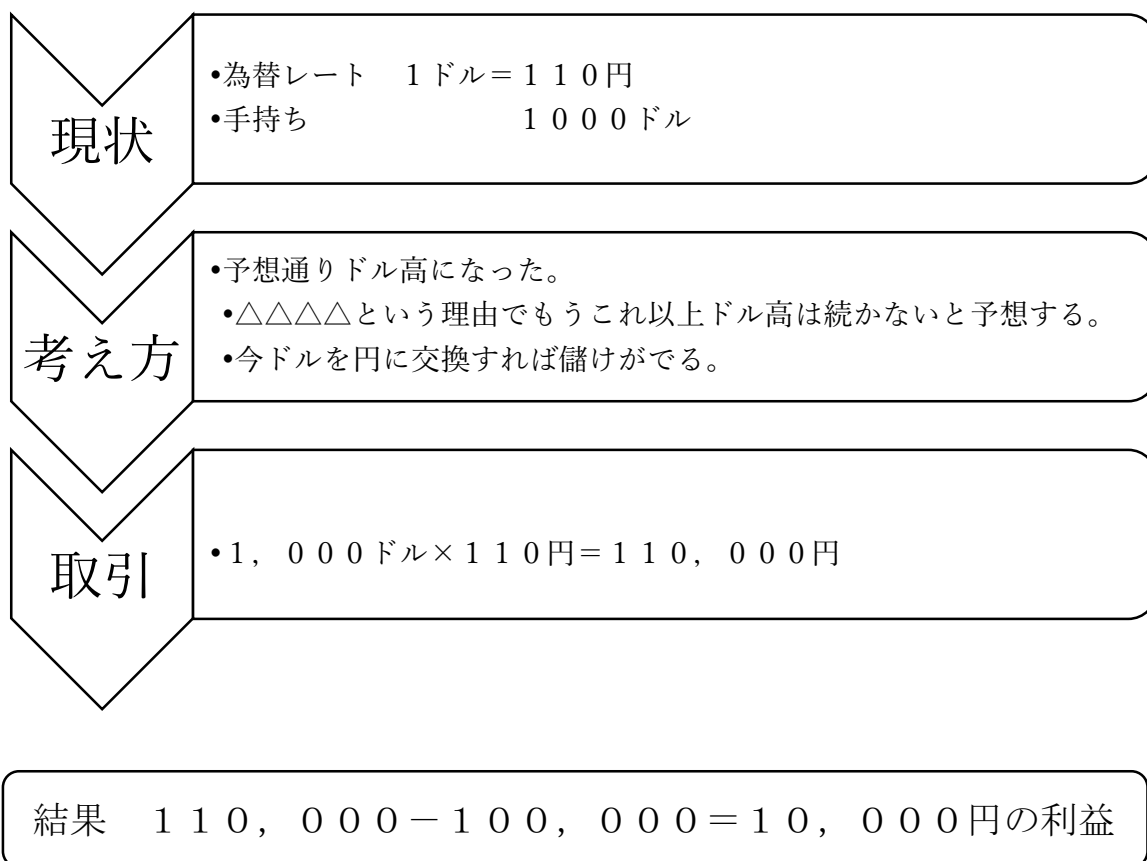 現状
•為替レート　１ドル＝１１０円
•手持ち　　　　　　　１０００ドル
考え方
•予想通りドル高になった。
•△△△△という理由でもうこれ以上ドル高は続かないと予想する。
•今ドルを円に交換すれば儲けがでる。
取引
•１，０００ドル×１１０円＝１１０，０００円
結果　１１０，０００－１００，０００＝１０，０００円の利益